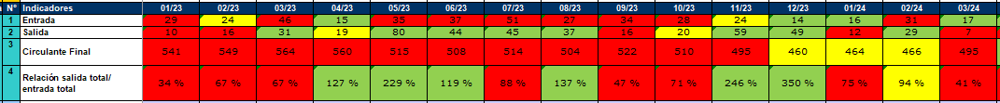 Nº Indicadores 01/23 02/23 03/23 04/23 05/23 06/23 07/23 08/23 09/23 10/23 11/23 12/23 01/24 02/24 03/24
1 Entrada 29 24 46 15 35 37 51 27 34 28 24 14 16 31 17
2 Salida 10 16 31 19 80 44 45 37 16 20 59 49 12 29 7
3 Circulante Final 541 549 564 560 515 508 514 504 522 510 495 460 464 466 495
4 Relación salida total/
entrada total 34 % 67 % 67 % 127 % 229 % 119 % 88 % 137 % 47 % 71 % 246 % 350 % 75 % 94 % 41 %